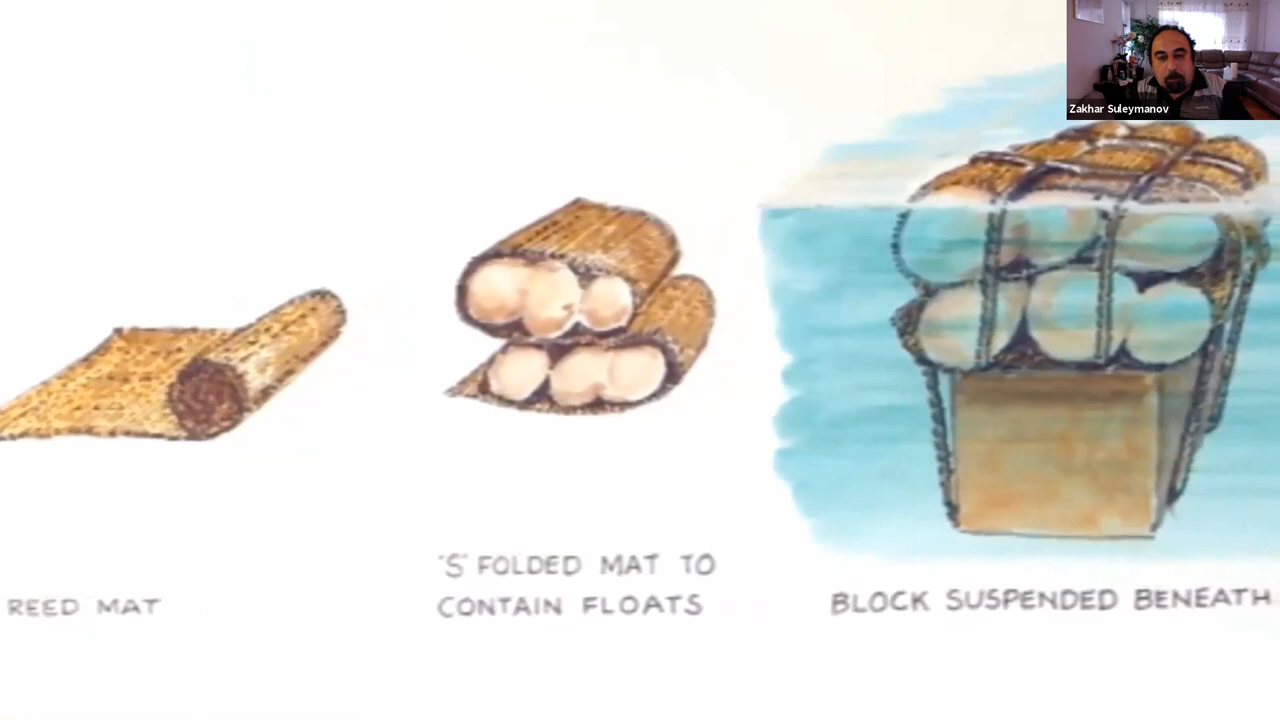 Zakhar Suleymanov
REED MAT
"S" FOLDED MAT TO
CONTAIN FLOATS
BLOCK SUSPENDED BENEATH